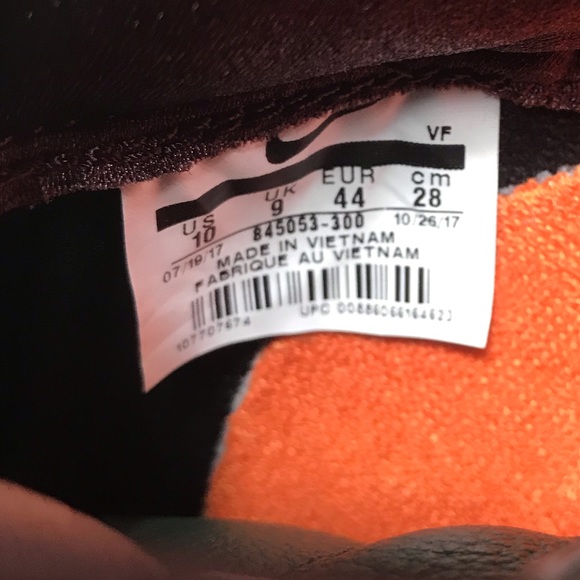 VF
US UK EUR cm
10 9 44 28
07/19/17 845053-300 10/26/17
MADE IN VIETNAM
FABRIQUE AU VIETNAM
UPC